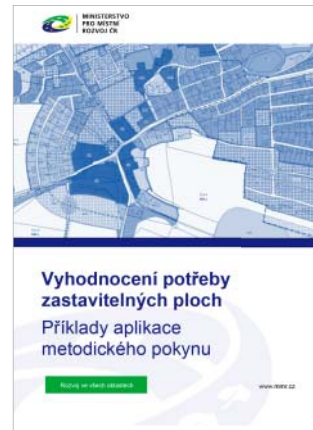 MINISTERSTVO
PRO MÍSTNÍ
ROZVOJ ČR
Vyhodnocení potřeby
zastavitelných ploch
Příklady aplikace
metodického pokynu
Rozvoj ve všech oblastech
www.mmr.cz